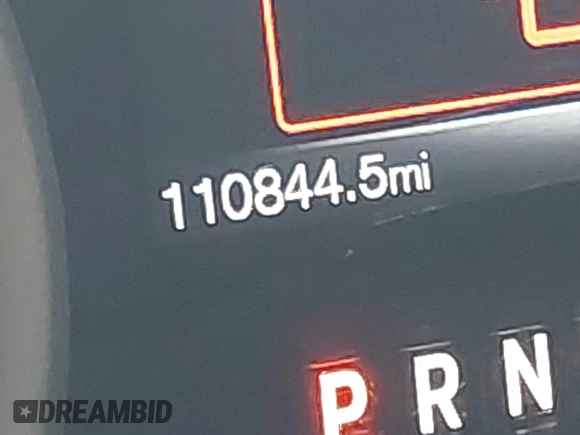 110844.5mi
P R N
DREAMBID